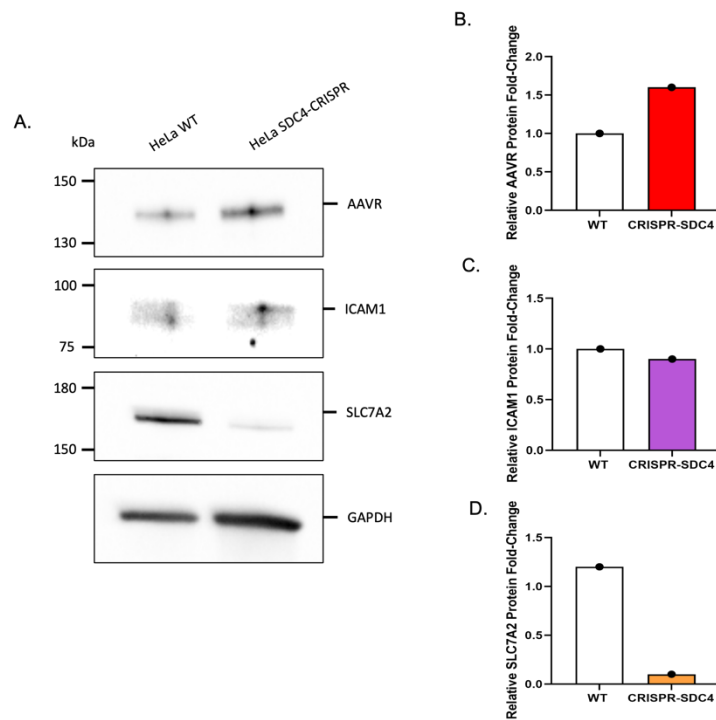 A.
kDa
HeLa WT
HeLa SDC4-CRISPR
150
130
AAVR
100
75
ICAM1
180
150
SLC7A2
GAPDH
B.
Relative AAVR Protein Fold-Change
2.0
1.5
1.0
0.5
0.0
WT CRISPR-SDC4
C.
Relative ICAM1 Protein Fold-Change
1.5
1.0
0.5
0.0
WT CRISPR-SDC4
D.
Relative SLC7A2 Protein Fold-Change
1.5
1.0
0.5
0.0
WT CRISPR-SDC4